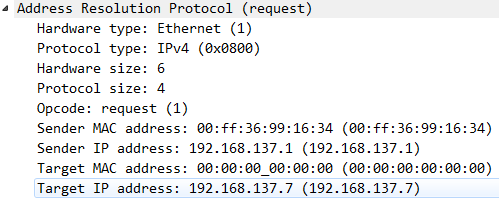 Address Resolution Protocol (request)
Hardware type: Ethernet (1)
Protocol type: IPv4 (0x0800)
Hardware size: 6
Protocol size: 4
Opcode: request (1)
Sender MAC address: 00:ff:36:99:16:34 (00:ff:36:99:16:34)
Sender IP address: 192.168.137.1 (192.168.137.1)
Target MAC address: 00:00:00_00:00:00 (00:00:00:00:00:00)
Target IP address: 192.168.137.7 (192.168.137.7)